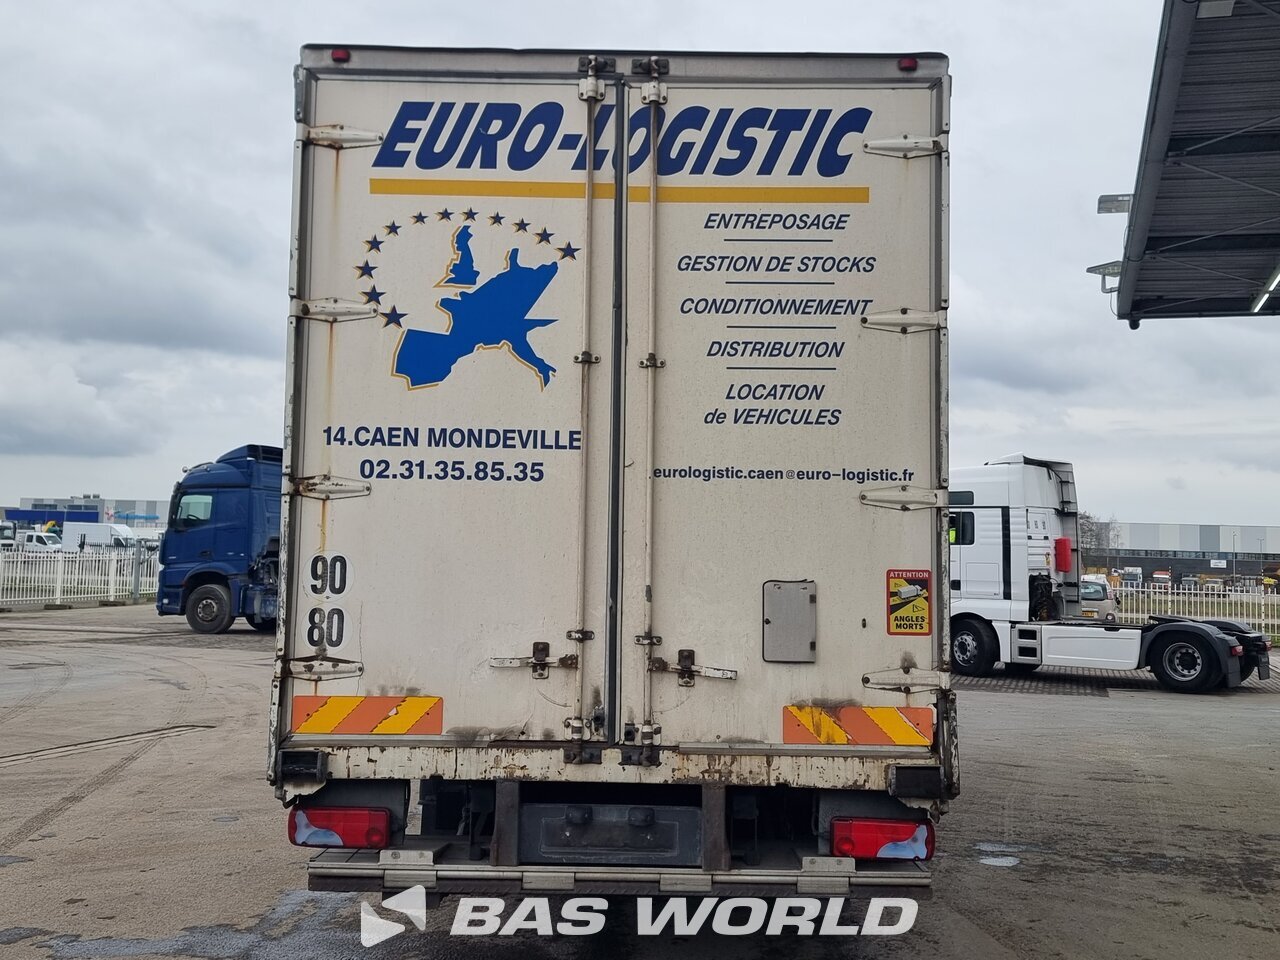 EURO-LOGISTIC
ENTREPOSAGE
GESTION DE STOCKS
CONDITIONNEMENT
DISTRIBUTION
LOCATION
de VEHICULES
14.CAEN MONDEVILLE
02.31.35.85.35
eurologistic.caen@euro-logistic.fr
90
80
ATTENTION
ANGLES
MORTS
BAS WORLD